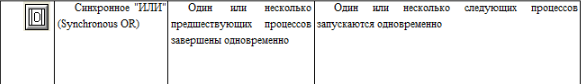 Синхронное "ИЛИ"
(Synchronous OR)
Один или несколько
предшествующих процессов
завершены одновременно
Один или несколько следующих процессов
запускаются одновременно